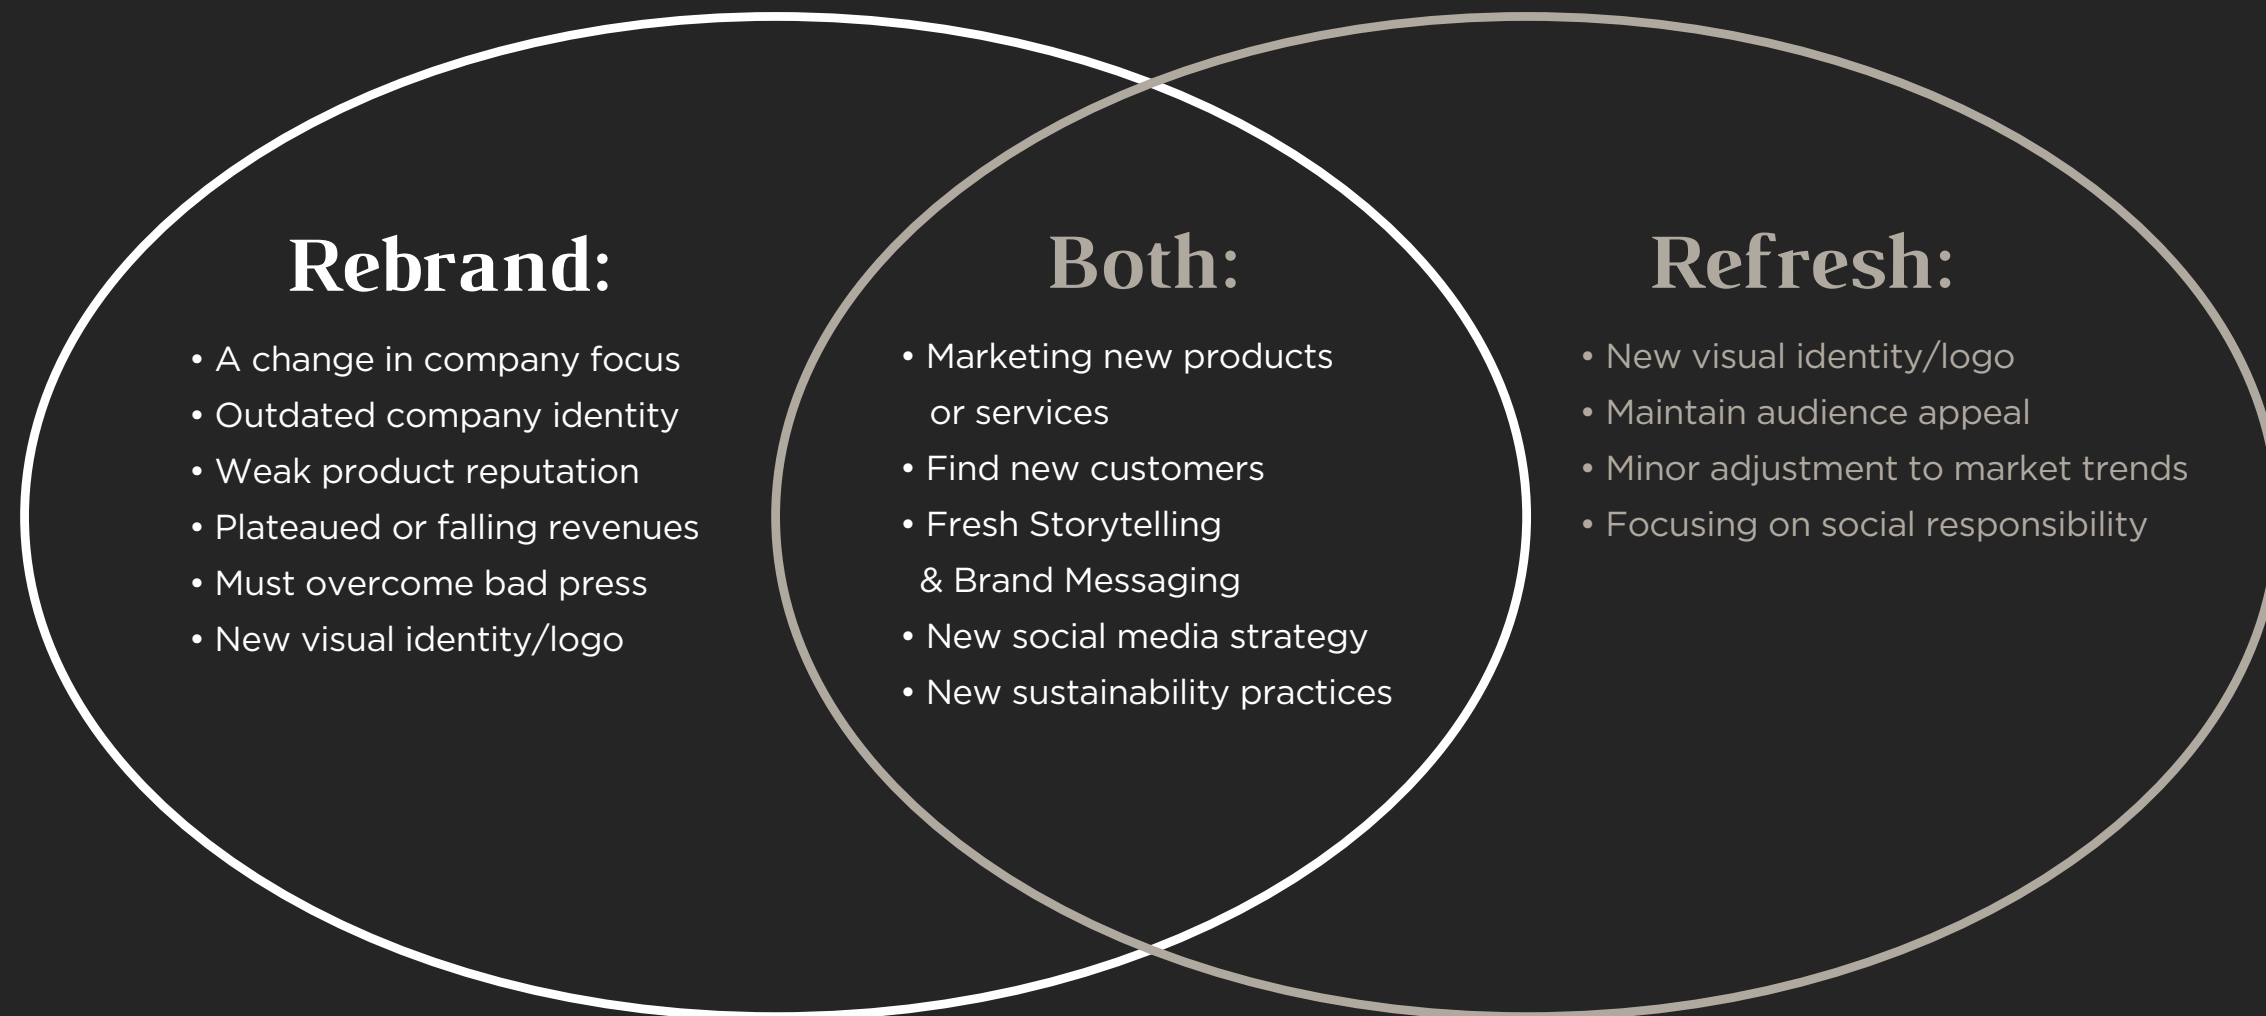 Rebrand:
• A change in company focus
• Outdated company identity
• Weak product reputation
• Plateaued or falling revenues
• Must overcome bad press
• New visual identity/logo
Both:
• Marketing new products
or services
• Find new customers
• Fresh Storytelling
& Brand Messaging
• New social media strategy
• New sustainability practices
Refresh:
• New visual identity/logo
• Maintain audience appeal
• Minor adjustment to market trends
• Focusing on social responsibility